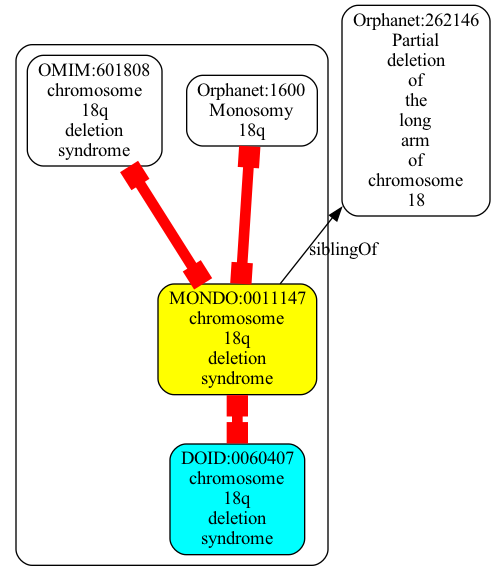 OMIM:601808
chromosome
18q
deletion
syndrome
Orphanet:1600
Monosomy
18q
Orphanet:262146
Partial
deletion
of
the
long
arm
of
chromosome
18
siblingOf
MONDO:0011147
chromosome
18q
deletion
syndrome
DOID:0060407
chromosome
18q
deletion
syndrome